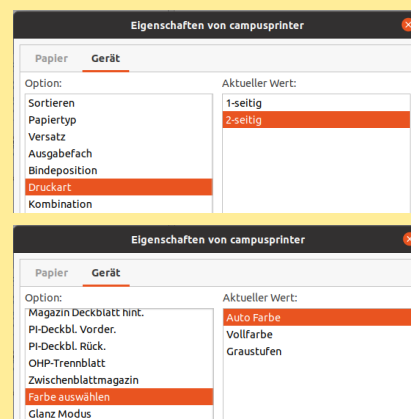 Eigenschaften von campusprinter
Papier Gerät
Option: Aktueller Wert:
Sortieren 1-seitig
Papiertyp 2-seitig
Versatz
Ausgabefach
Bindeposition
Druckart
Kombination
Eigenschaften von campusprinter
Papier Gerät
Option: Aktueller Wert:
Magazin Deckblatt hint. Auto Farbe
PI-Deckbl. Vorder. Vollfarbe
PI-Deckbl. Rück. Graustufen
OHP-Trennblatt
Zwischenblattmagazin
Farbe auswählen
Glanz Modus